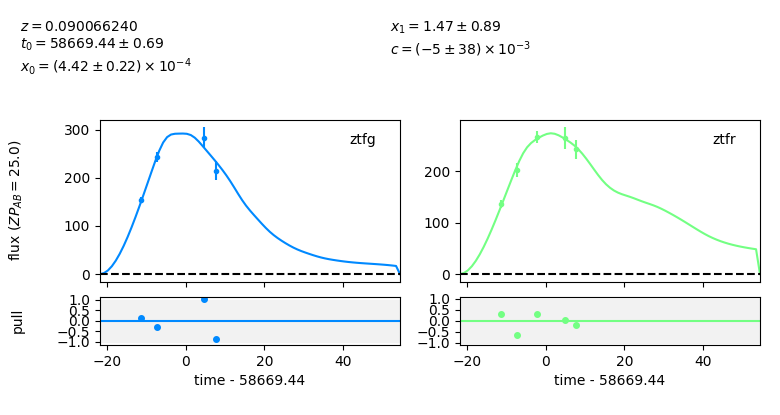 z = 0.090066240
t₀ = 58669.44 ± 0.69
x₀ = (4.42 ± 0.22) × 10⁻⁴
x₁ = 1.47 ± 0.89
c = (−5 ± 38) × 10⁻³
flux (ZP_AB = 25.0)
300
200
100
0
ztfg
200
100
0
ztfr
pull
1.0
0.5
0.0
−0.5
−1.0
−20 0 20 40
time - 58669.44
1.0
0.5
0.0
−0.5
−1.0
−20 0 20 40
time - 58669.44